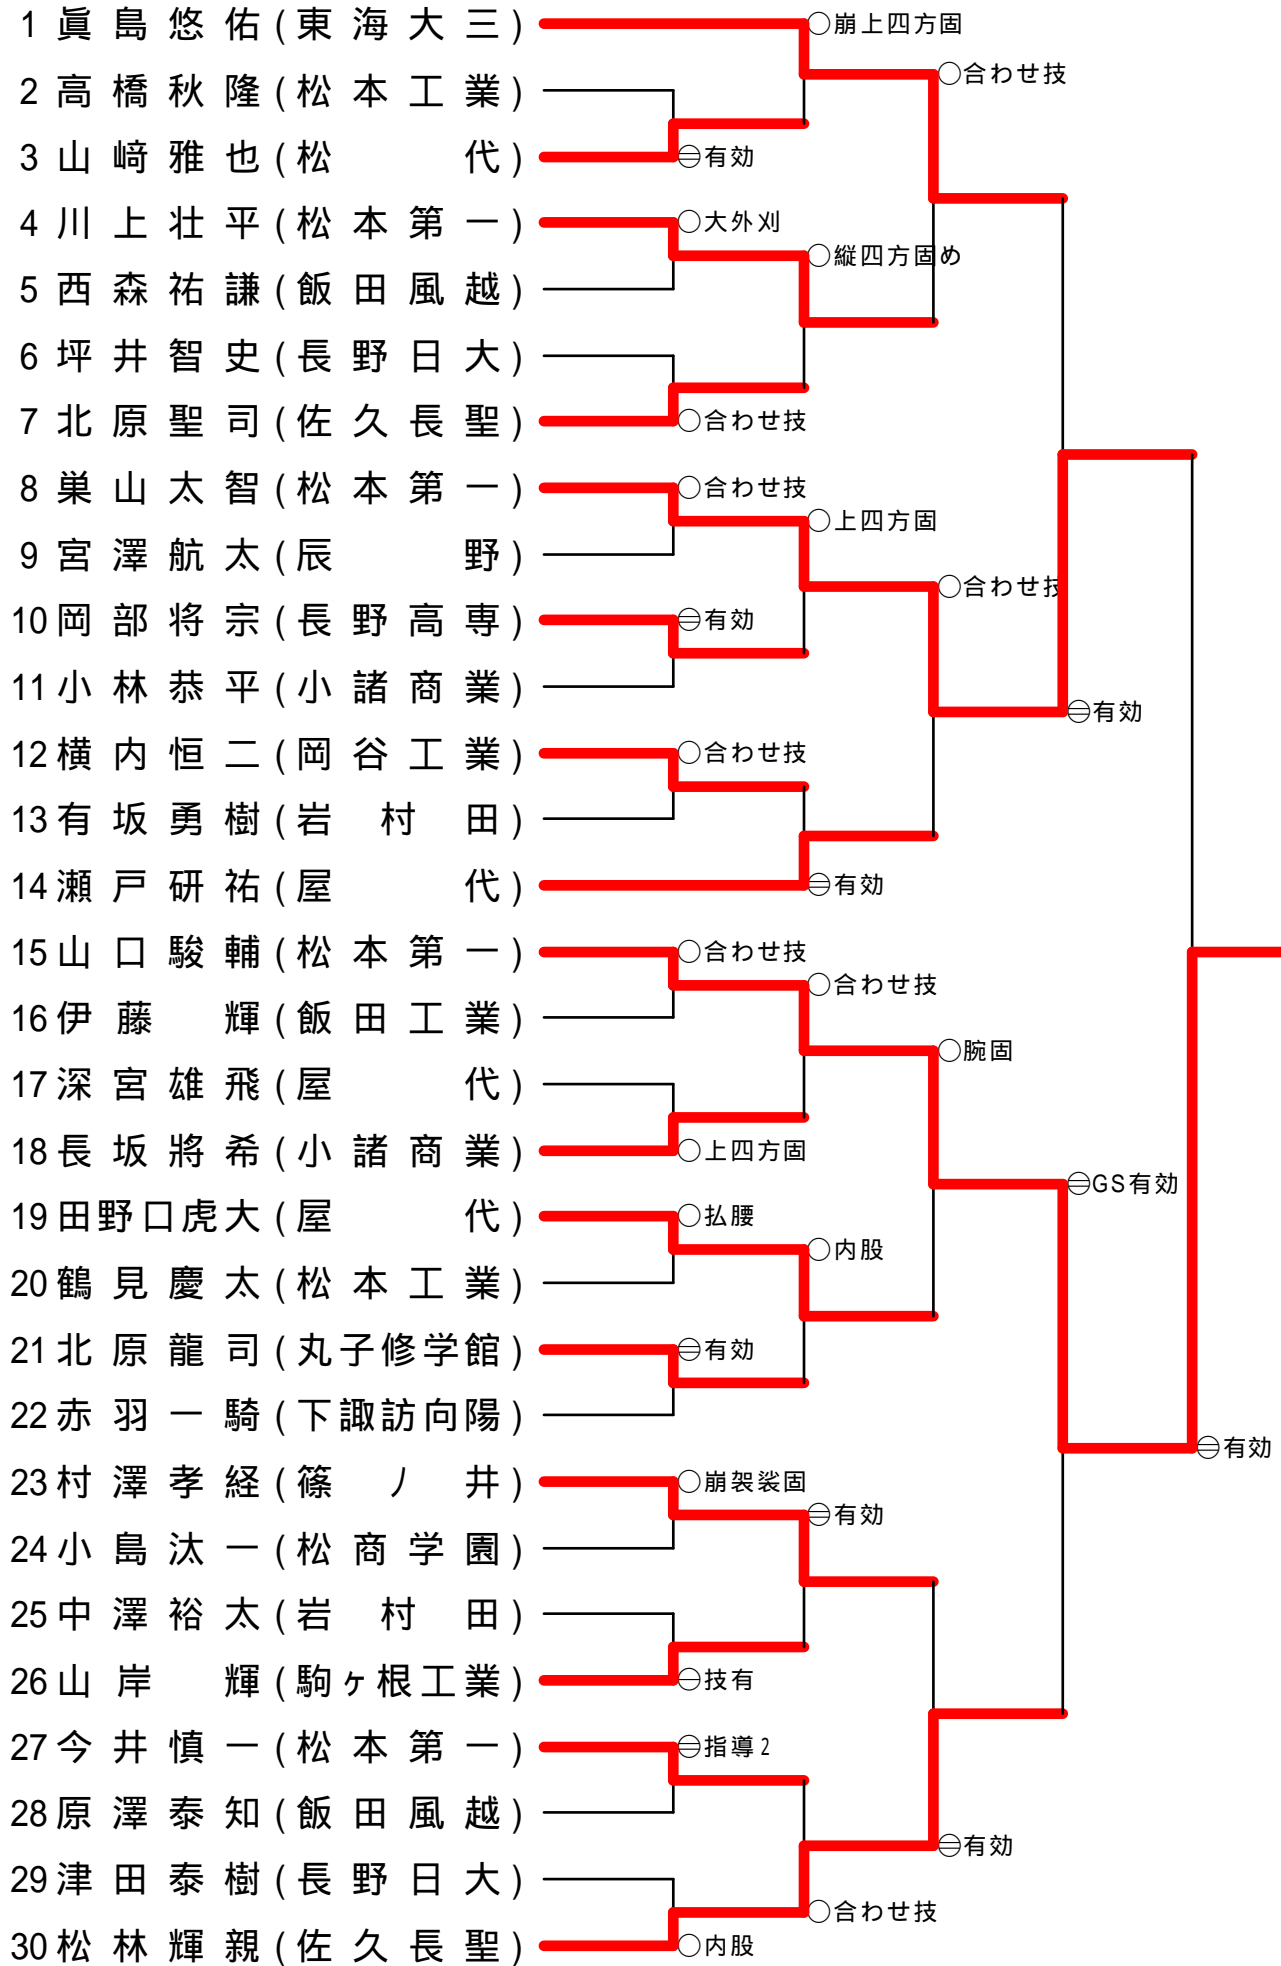 1 眞島悠佑(東海大三)
○崩上四方固
○合わせ技
2 高橋秋隆(松本工業)
3 山﨑雅也(松代)
有効
4 川上壮平(松本第一)
○大外刈
○縦四方固め
5 西森祐謙(飯田風越)
6 坪井智史(長野日大)
7 北原聖司(佐久長聖)
○合わせ技
8 巣山太智(松本第一)
○合わせ技
○上四方固
9 宮澤航太(辰野)
○合わせ技
10 岡部将宗(長野高専)
有効
11 小林恭平(小諸商業)
有効
12 横内恒二(岡谷工業)
○合わせ技
13 有坂勇樹(岩村田)
14 瀬戸研祐(屋代)
有効
15 山口駿輔(松本第一)
○合わせ技
○合わせ技
16 伊藤輝(飯田工業)
○腕固
17 深宮雄飛(屋代)
18 長坂將希(小諸商業)
○上四方固
GS有効
19 田野口虎大(屋代)
○払腰
○内股
20 鶴見慶太(松本工業)
21 北原龍司(丸子修学館)
有効
22 赤羽一騎(下諏訪向陽)
有効
23 村澤孝経(篠ノ井)
○崩袈裟固
有効
24 小島汰一(松商学園)
25 中澤裕太(岩村田)
26 山岸輝(駒ヶ根工業)
技有
27 今井慎一(松本第一)
指導2
28 原澤泰知(飯田風越)
有効
29 津田泰樹(長野日大)
○合わせ技
30 松林輝親(佐久長聖)
○内股